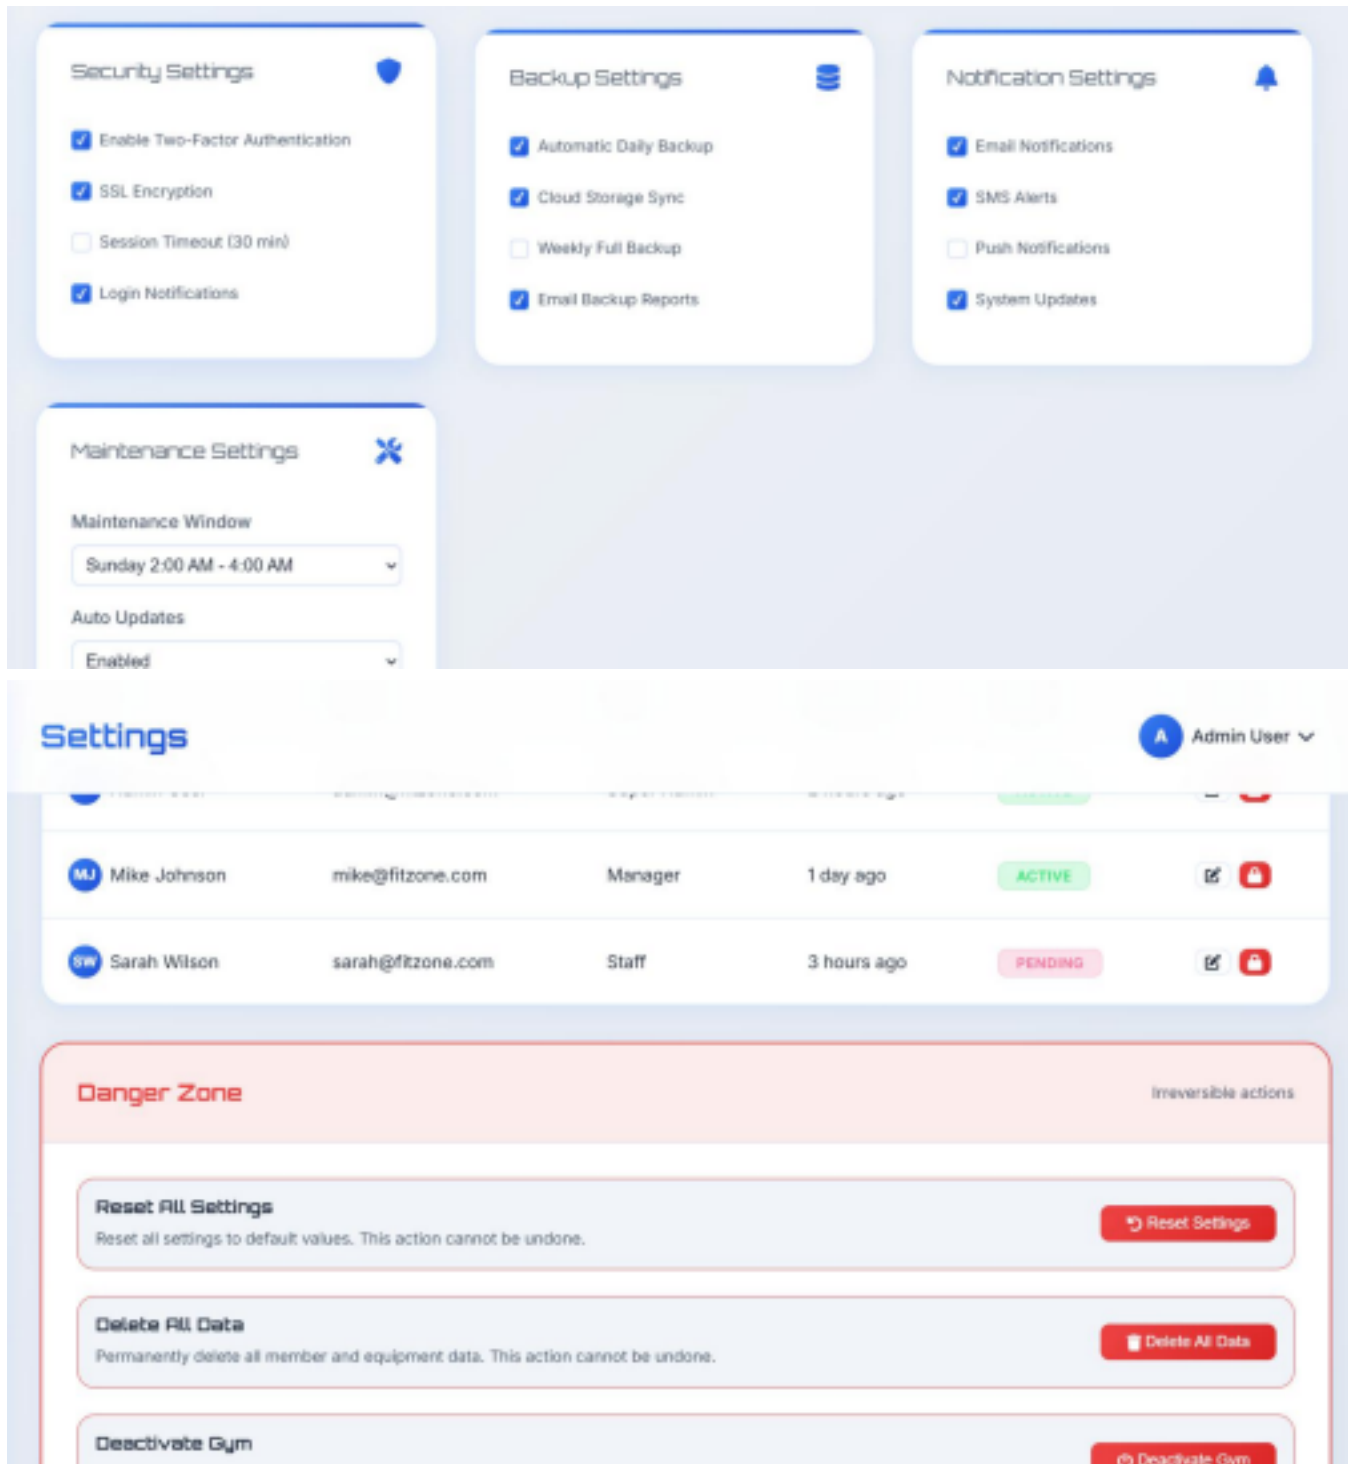 Security Settings
Enable Two-Factor Authentication
SSL Encryption
Session Timeout (30 min)
Login Notifications
Backup Settings
Automatic Daily Backup
Cloud Storage Sync
Weekly Full Backup
Email Backup Reports
Notification Settings
Email Notifications
SMS Alerts
Push Notifications
System Updates
Maintenance Settings
Maintenance Window
Sunday 2:00 AM - 4:00 AM
Auto Updates
Enabled
Settings
A Admin User
MJ Mike Johnson mike@fitzone.com Manager 1 day ago ACTIVE
SW Sarah Wilson sarah@fitzone.com Staff 3 hours ago PENDING
Danger Zone
Irreversible actions
Reset All Settings
Reset all settings to default values. This action cannot be undone.
Reset Settings
Delete All Data
Permanently delete all member and equipment data. This action cannot be undone.
Delete All Data
Deactivate Gym
Deactivate Gym